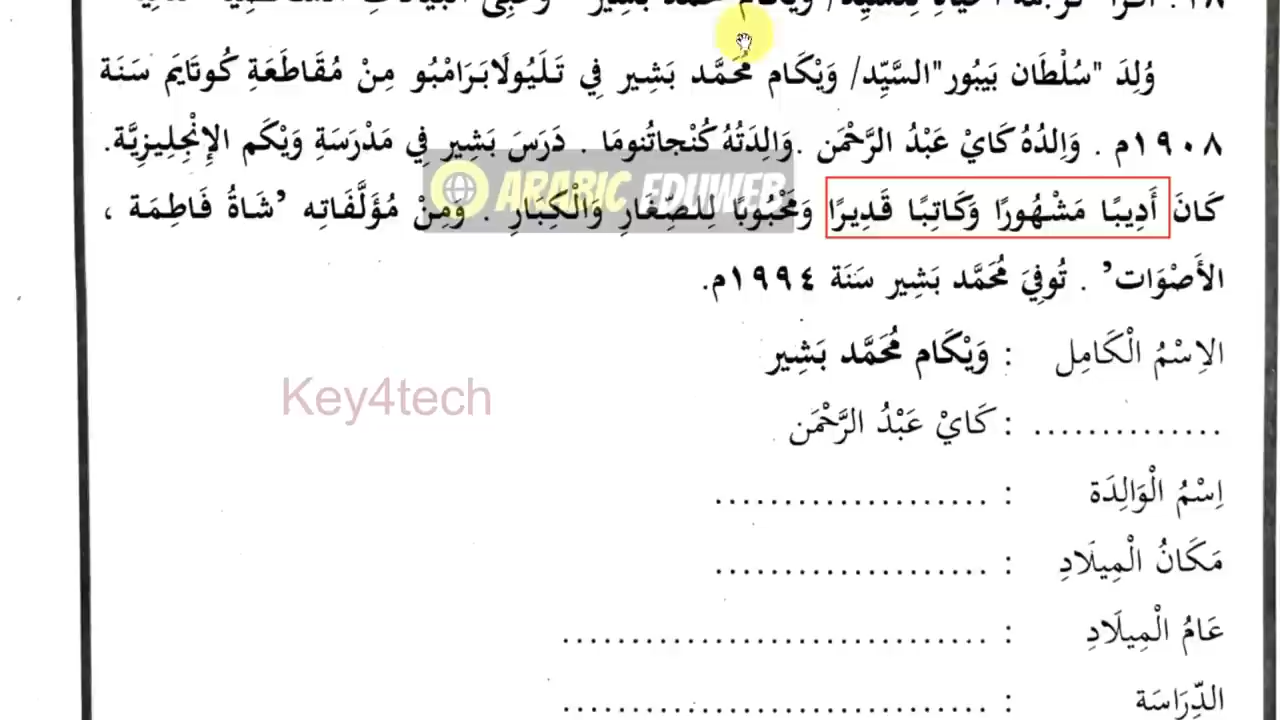 وُلِدَ "سُلْطَان بَيبُور"السَّيِّد/ وَيْكَام مُحَمَّد بَشِير فِي تَـلَيُولَابَـرَامْبُو مِنْ مُقَاطَعَةِ كُوتَايَم سَنَة
١٩٠٨م . وَالِدُهُ كَايْ عَبْدُ الرَّحْمَن .وَالِدَتُهُ كُنْجَاتُنومَا . دَرَسَ بَشِير فِي مَدْرَسَةِ وَيْكَم الإِنْجِلِيزِيَّة.
كَانَ أَدِيبًا مَشْهُورًا وَكَاتِبًا قَدِيرًا وَمَحْبُوبًا لِلصِّغَارِ وَالْكِبَارِ . وَمِنْ مُؤَلَّفَاتِه ’شَاةُ فَاطِمَة ،
ARABIC EDUWEB
الأَصْوَات’ . تُوفِيَ مُحَمَّد بَشِير سَنَة ١٩٩٤م.
الاِسْمُ الْكَامِل : وَيْكَام مُحَمَّد بَشِير
Key4tech
.............. : كَايْ عَبْدُ الرَّحْمَن
اِسْمُ الْوَالِدَة : ....................
مَكَانُ الْمِيلَادِ : ....................
عَامُ الْمِيلَادِ : ...............................
الدِّرَاسَة : ...............................